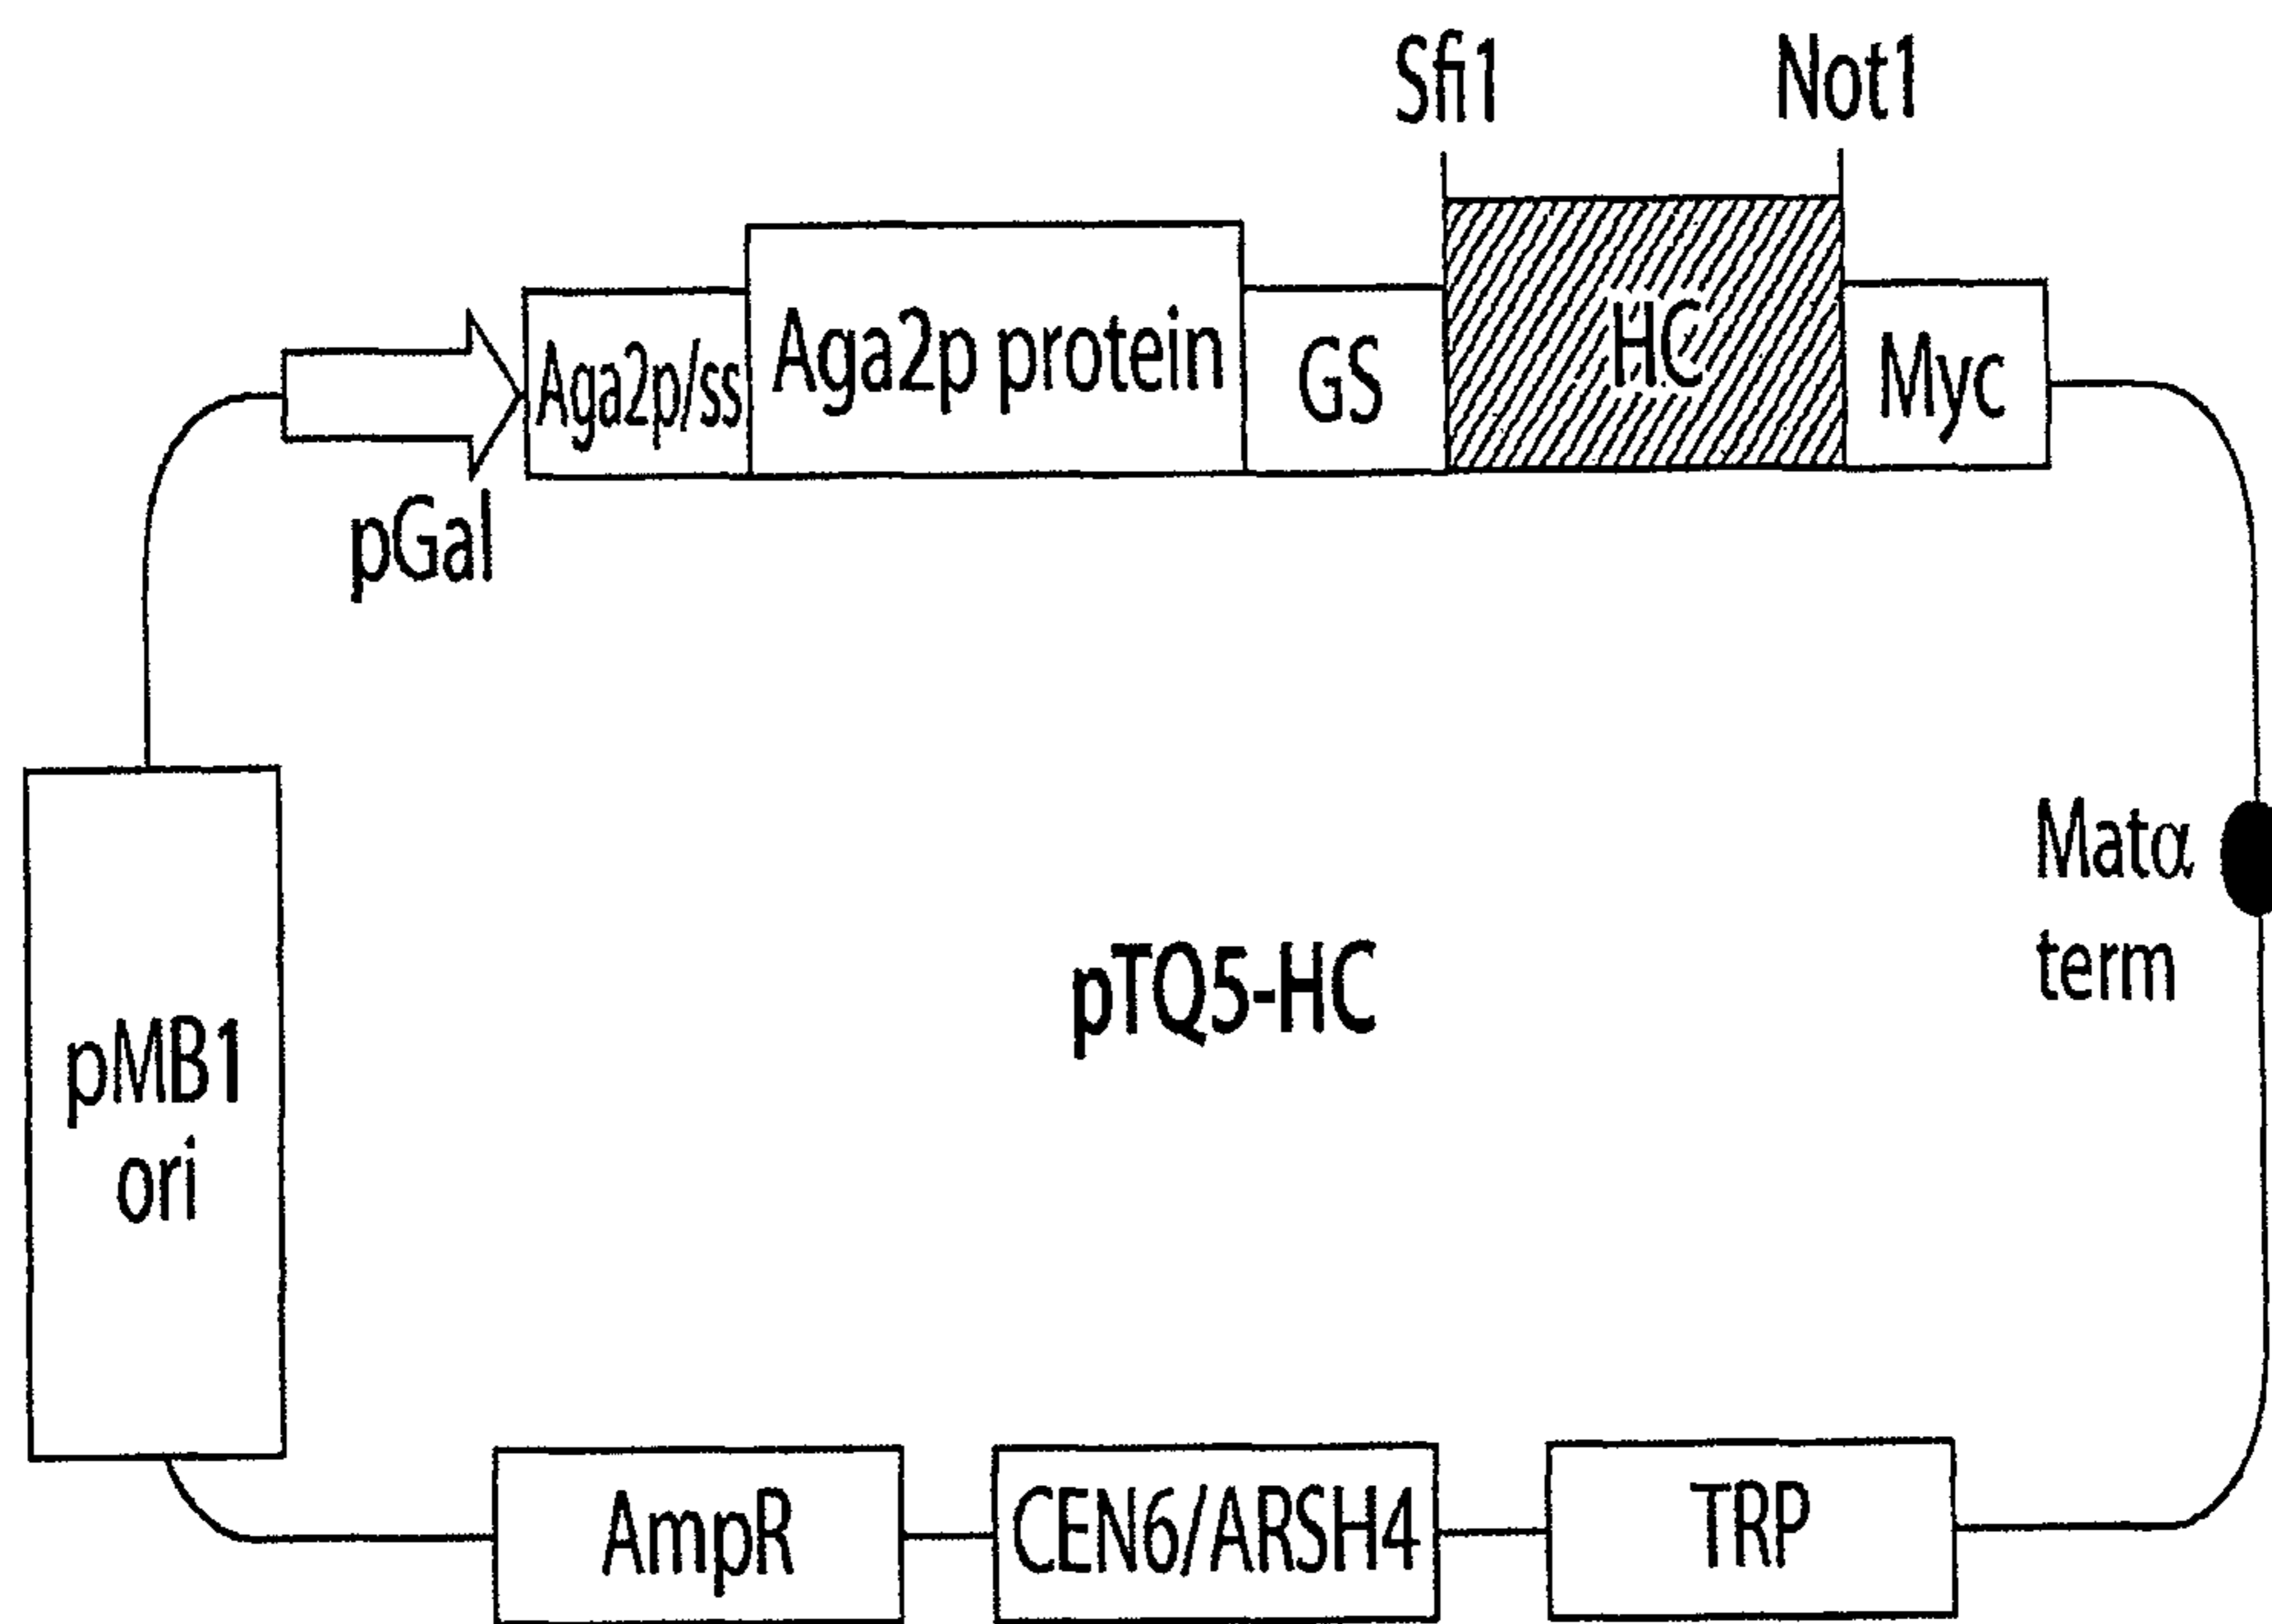 Sfi1
Not1
Aga2p/ss
Aga2p protein
GS
HC
Myc
pGal
Matα
term
pTQ5-HC
pMB1
ori
AmpR
CEN6/ARSH4
TRP